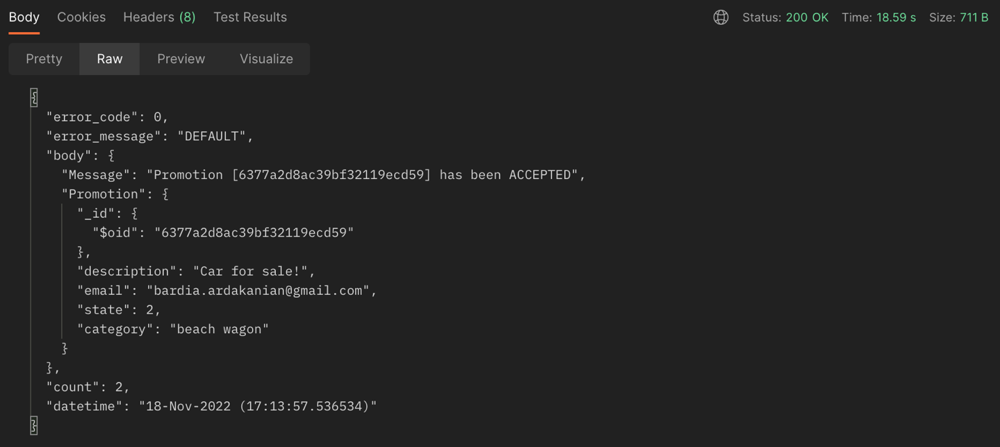 Body Cookies Headers (8) Test Results Status: 200 OK Time: 18.59 s Size: 711 B
Pretty Raw Preview Visualize
{
"error_code": 0,
"error_message": "DEFAULT",
"body": {
"Message": "Promotion [6377a2d8ac39bf32119ecd59] has been ACCEPTED",
"Promotion": {
"_id": {
"$oid": "6377a2d8ac39bf32119ecd59"
},
"description": "Car for sale!",
"email": "bardia.ardakanian@gmail.com",
"state": 2,
"category": "beach wagon"
}
},
"count": 2,
"datetime": "18-Nov-2022 (17:13:57.536534)"
}